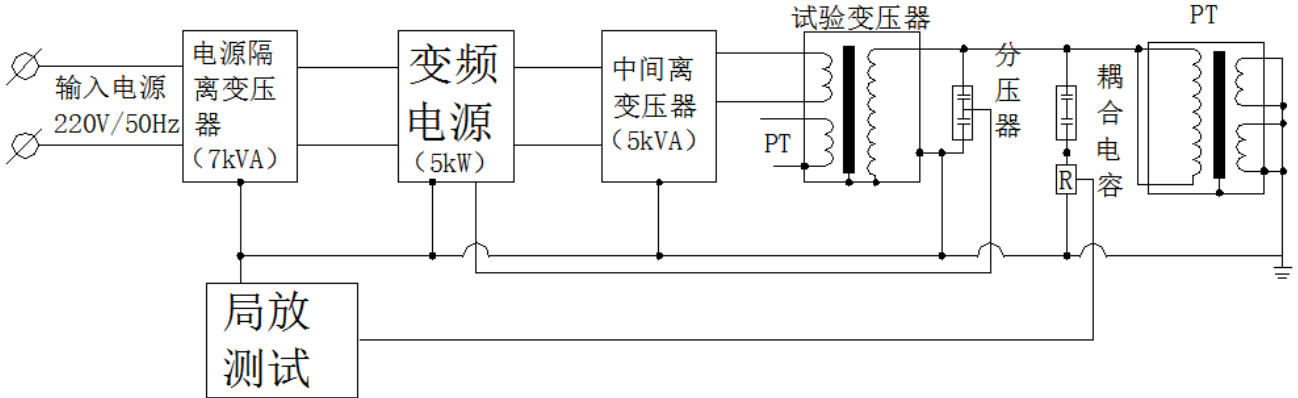 输入电源
220V/50Hz
电源隔
离变压
器
(7kVA)
变频
电源
(5kW)
中间离
变压器
(5kVA)
试验变压器
PT
分
压
器
R
耦
合
电
容
PT
局放
测试